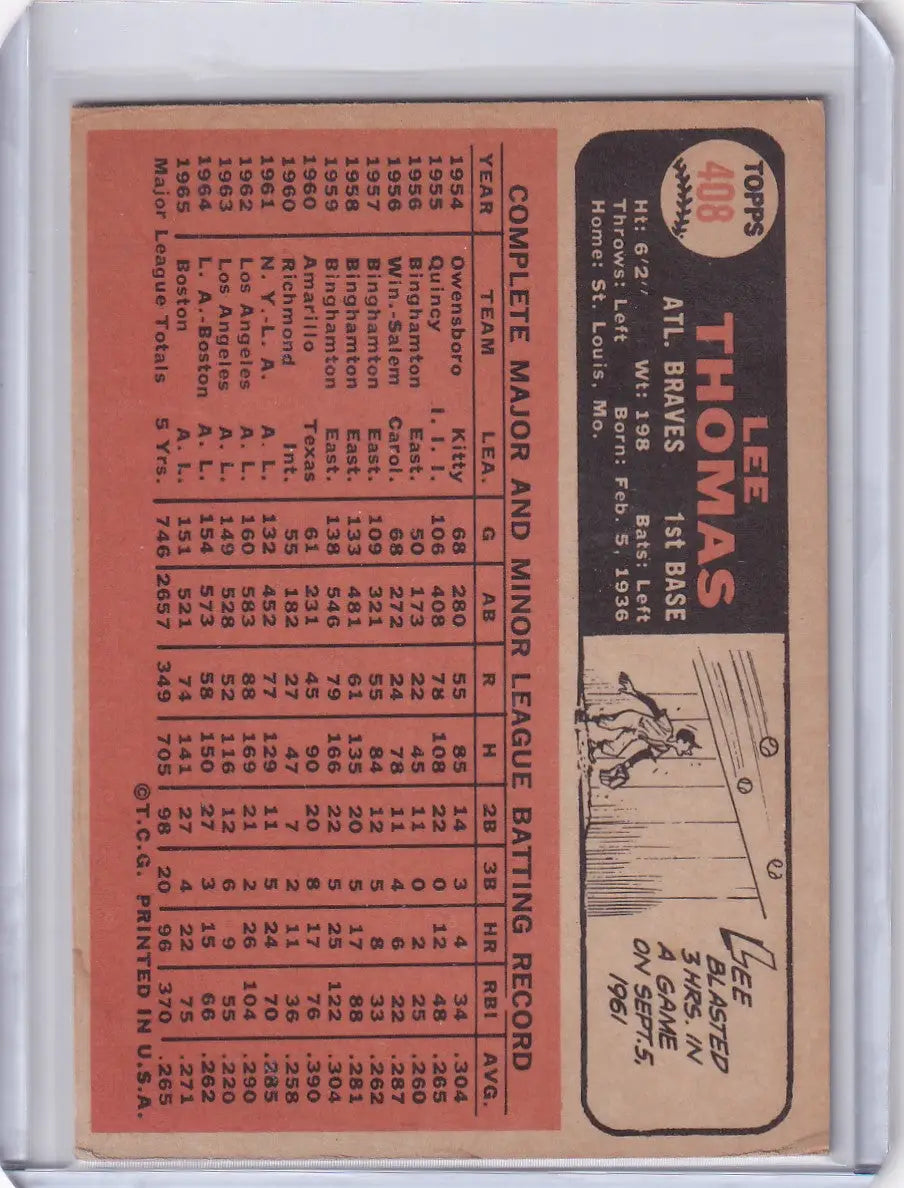 TOPPS
408
LEE
THOMAS
ATL. BRAVES 1st BASE
Ht: 6'2" Wt: 198 Bats: Left
Throws: Left Born: Feb. 5, 1936
Home: St. Louis, Mo.
LEE
BLASTED
3 HRS. IN
A GAME
ON SEPT. 5,
1961
COMPLETE MAJOR AND MINOR LEAGUE BATTING RECORD
YEAR TEAM LEA. G AB R H 2B 3B HR RBI AVG.
1954 Owensboro Kitty 68 280 55 85 14 3 4 34 .304
1955 Quincy I. I. I. 106 408 78 108 22 0 12 48 .265
1956 Binghamton East. 50 173 22 45 11 0 2 25 .260
1956 Win.-Salem Carol. 68 272 24 78 11 4 6 22 .287
1957 Binghamton East. 109 321 55 84 12 5 8 33 .262
1958 Binghamton East. 133 481 61 135 20 5 17 88 .281
1959 Binghamton East. 138 546 79 166 22 5 25 122 .304
1960 Amarillo Texas 61 231 45 90 20 8 17 76 .390
1960 Richmond Int. 55 182 27 47 7 2 11 36 .258
1961 N. Y.-L. A. A. L. 132 452 77 129 11 5 24 70 .285
1962 Los Angeles A. L. 160 583 88 169 21 2 26 104 .290
1963 Los Angeles A. L. 149 528 52 116 12 6 9 55 .220
1964 L. A.-Boston A. L. 154 573 58 150 27 3 15 66 .262
1965 Boston A. L. 151 521 74 141 27 4 22 75 .271
Major League Totals 5 Yrs. 746 2657 349 705 98 20 96 370 .265
©T.C.G. PRINTED IN U.S.A.